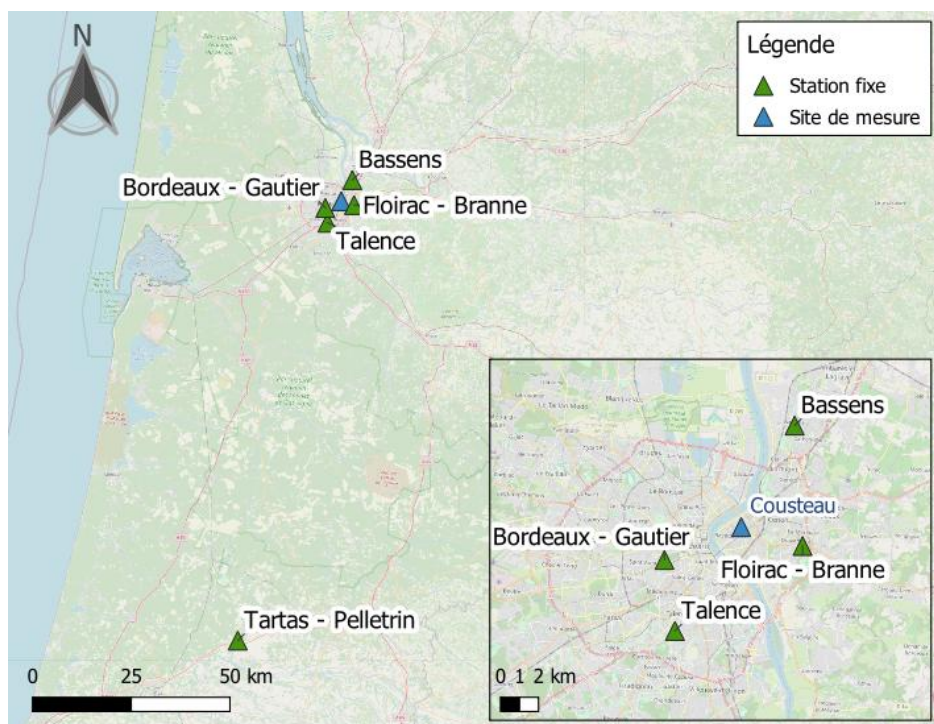 N
Légende
Station fixe
Site de mesure
Bassens
Bordeaux - Gautier
Floirac - Branne
Talence
Tartas - Pelletrin
0 25 50 km
Bassens
Cousteau
Bordeaux - Gautier
Floirac - Branne
Talence
0 1 2 km